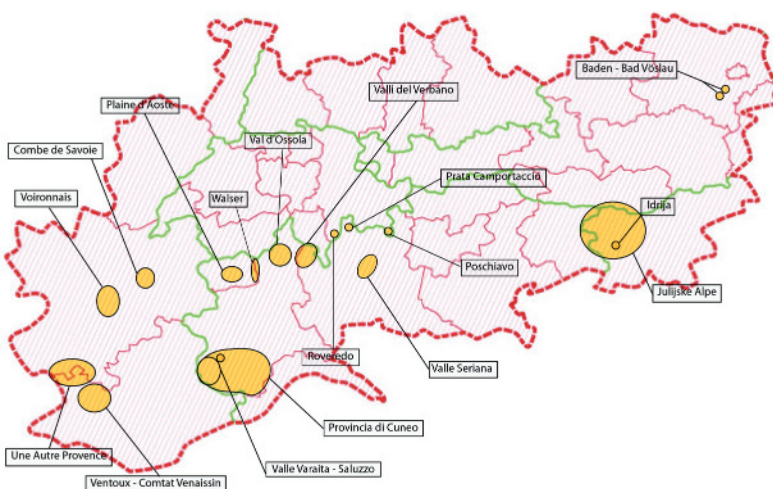 Baden - Bad Vöslau
Valli del Verbano
Plaine d'Aoste
Val d'Ossola
Combe de Savoie
Prata Camportaccio
Voironnais
Walser
Idrija
Poschiavo
Julijske Alpe
Roveredo
Valle Seriana
Provincia di Cuneo
Une Autre Provence
Valle Varaita - Saluzzo
Ventoux - Comtat Venaissin